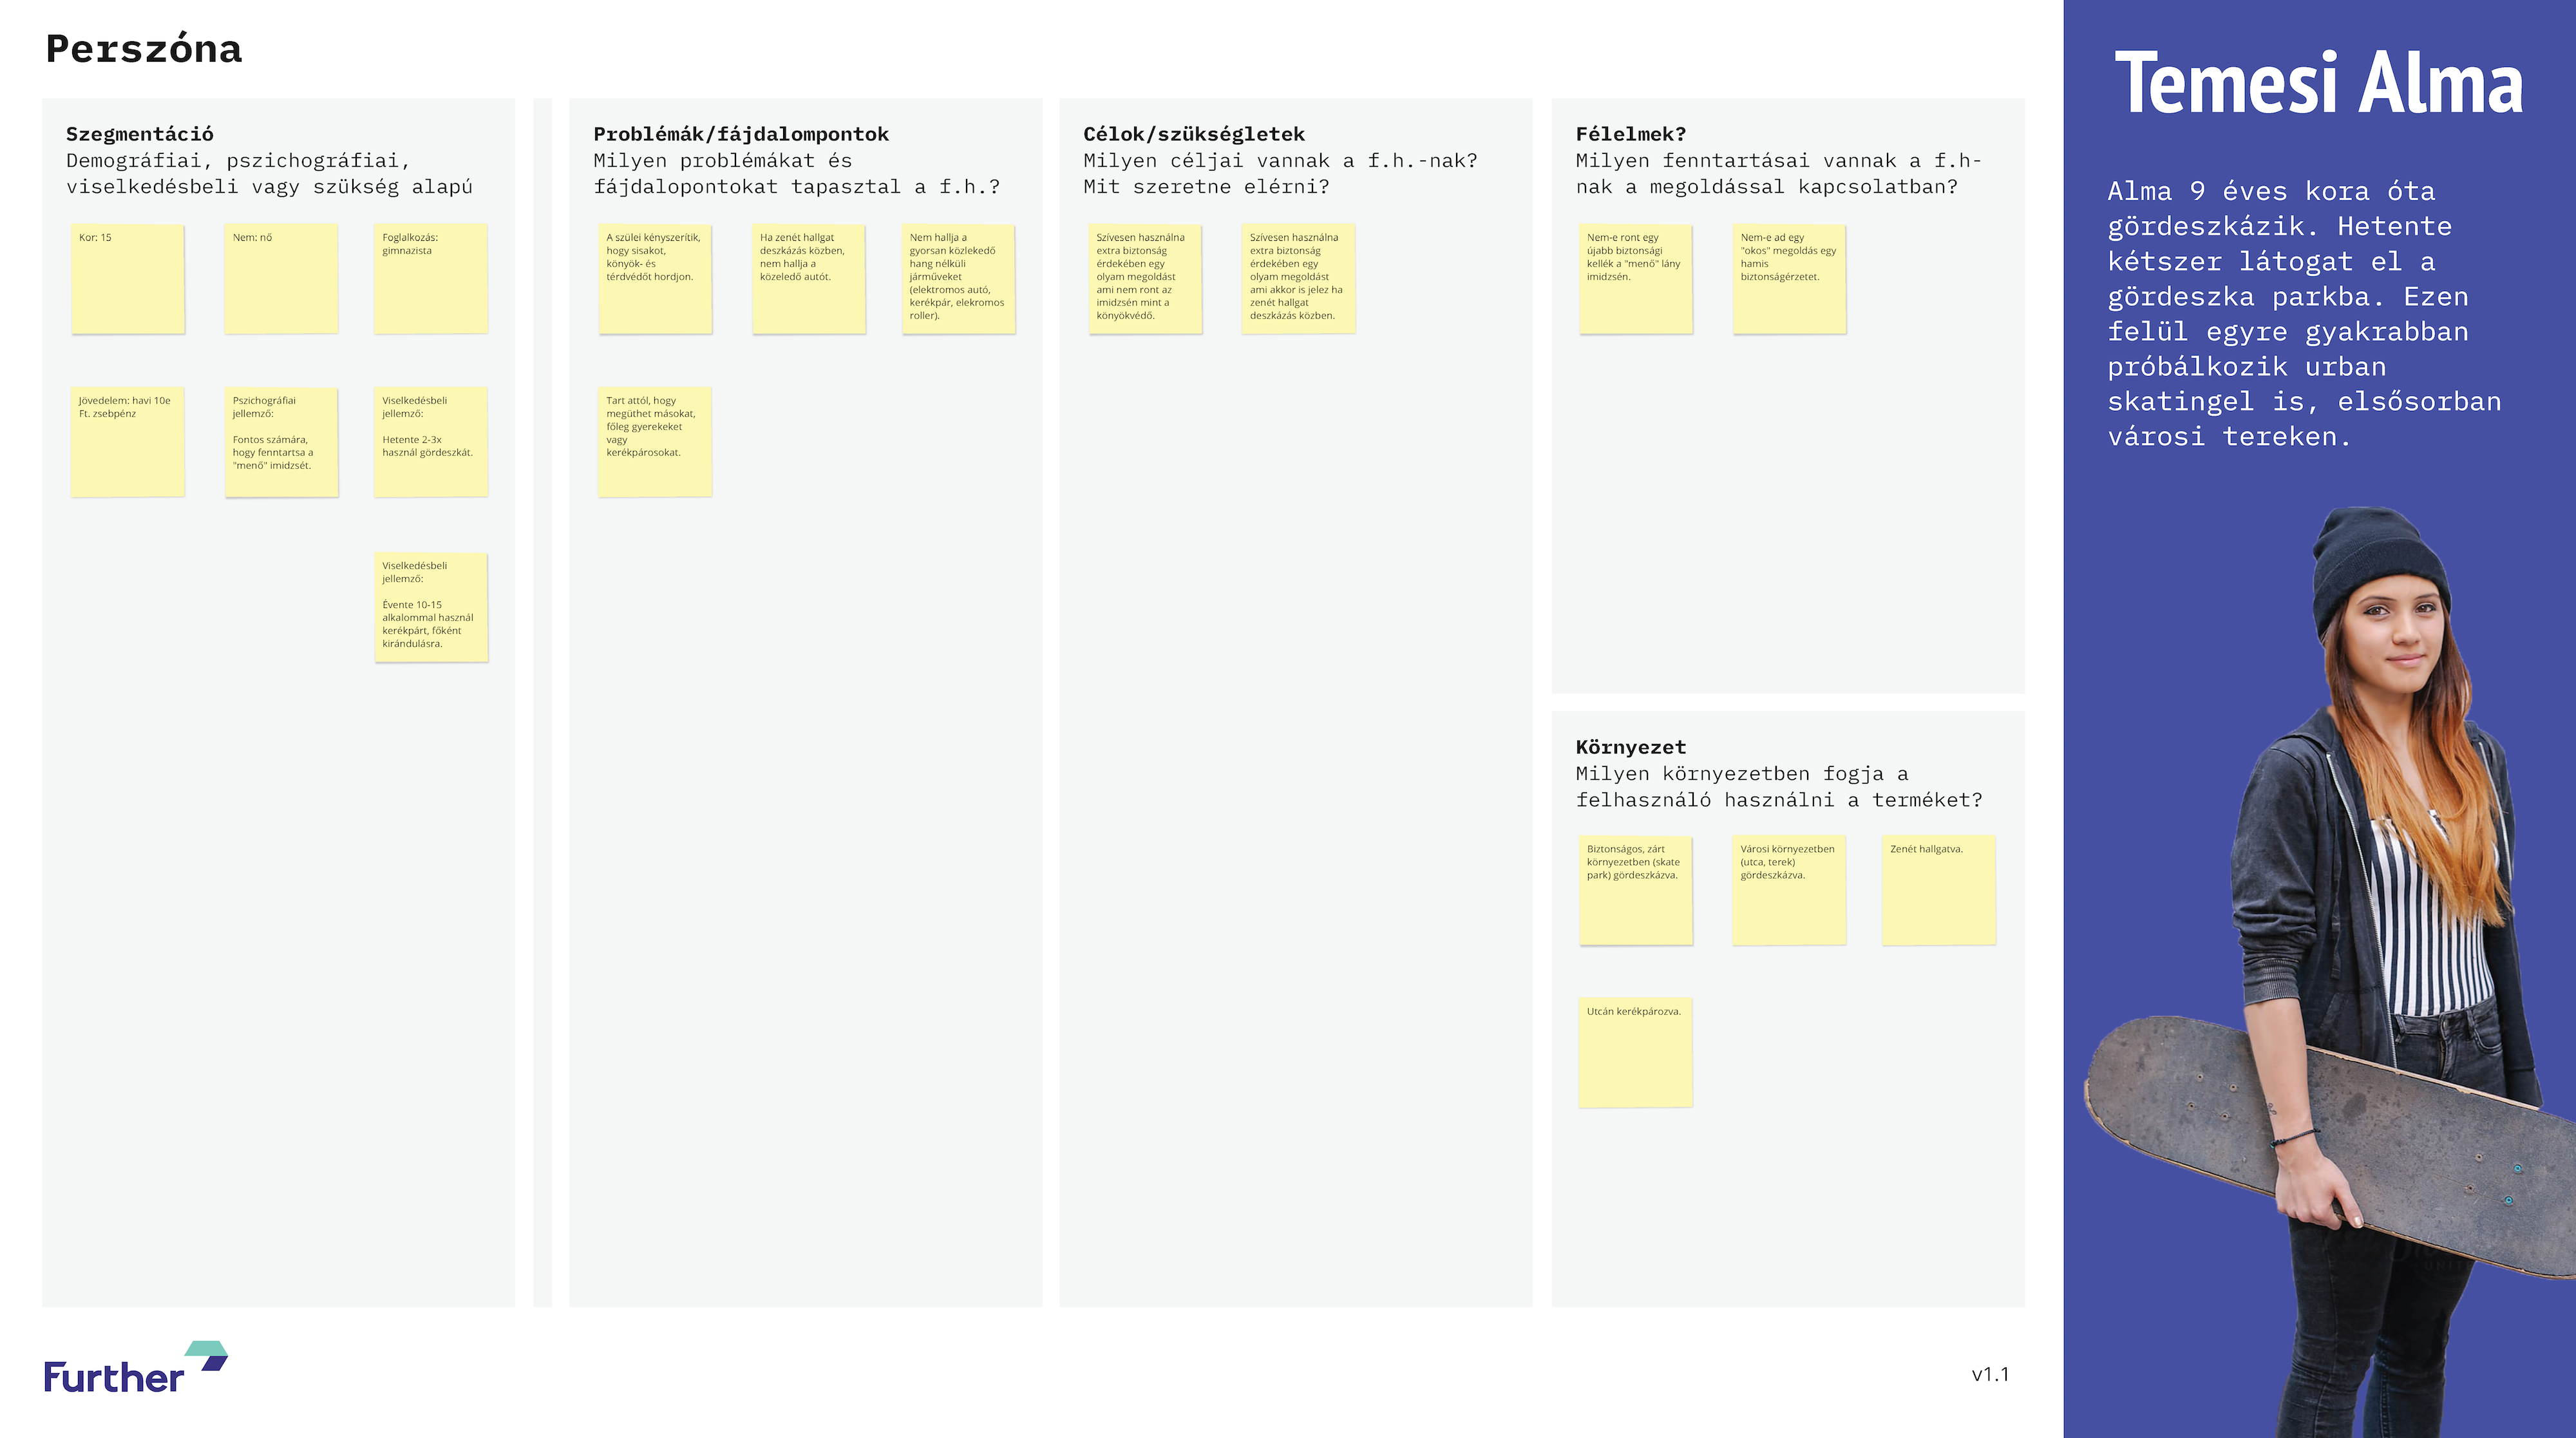 Perszóna
Szegmentáció
Demográfiai, pszichográfiai,
viselkedésbeli vagy szükség alapú
Kor: 15
Nem: nő
Foglalkozás:
gimnazista
Jövedelem: havi 10e
Ft. zsebpénz
Pszichográfiai
jellemző:
Fontos számára,
hogy fenntartsa a
"menő" imidzsét.
Viselkedésbeli
jellemző:
Hetente 2-3x
használ gördeszkát.
Viselkedésbeli
jellemző:
Évente 10-15
alkalommal használ
kerékpárt, főként
kirándulásra.
Problémák/fájdalompontok
Milyen problémákat és
fájdalopontokat tapasztal a f.h.?
A szülei kényszerítik,
hogy sisakot,
könyök- és
térdvédőt hordjon.
Ha zenét hallgat
deszkázás közben,
nem hallja a
közeledő autót.
Nem hallja a
gyorsan közlekedő
hang nélküli
járműveket
(elektromos autó,
kerékpár, elekromos
roller).
Tart attól, hogy
megüthet másokat,
főleg gyerekeket
vagy
kerékpárosokat.
Célok/szükségletek
Milyen céljai vannak a f.h.-nak?
Mit szeretne elérni?
Szívesen használna
extra biztonság
érdekében egy
olyam megoldást
ami nem ront az
imidzsén mint a
könyökvédő.
Szívesen használna
extra biztonság
érdekében egy
olyam megoldást
ami akkor is jelez ha
zenét hallgat
deszkázás közben.
Félelmek?
Milyen fenntartásai vannak a f.h-
nak a megoldással kapcsolatban?
Nem-e ront egy
újabb biztonsági
kellék a "menő" lány
imidzsén.
Nem-e ad egy
"okos" megoldás egy
hamis
biztonságérzetet.
Környezet
Milyen környezetben fogja a
felhasználó használni a terméket?
Biztonságos, zárt
környezetben (skate
park) gördeszkázva.
Városi környezetben
(utca, terek)
gördeszkázva.
Zenét hallgatva.
Utcán kerékpározva.
Further
v1.1
Temesi Alma
Alma 9 éves kora óta
gördeszkázik. Hetente
kétszer látogat el a
gördeszka parkba. Ezen
felül egyre gyakrabban
próbálkozik urban
skatingel is, elsősorban
városi tereken.